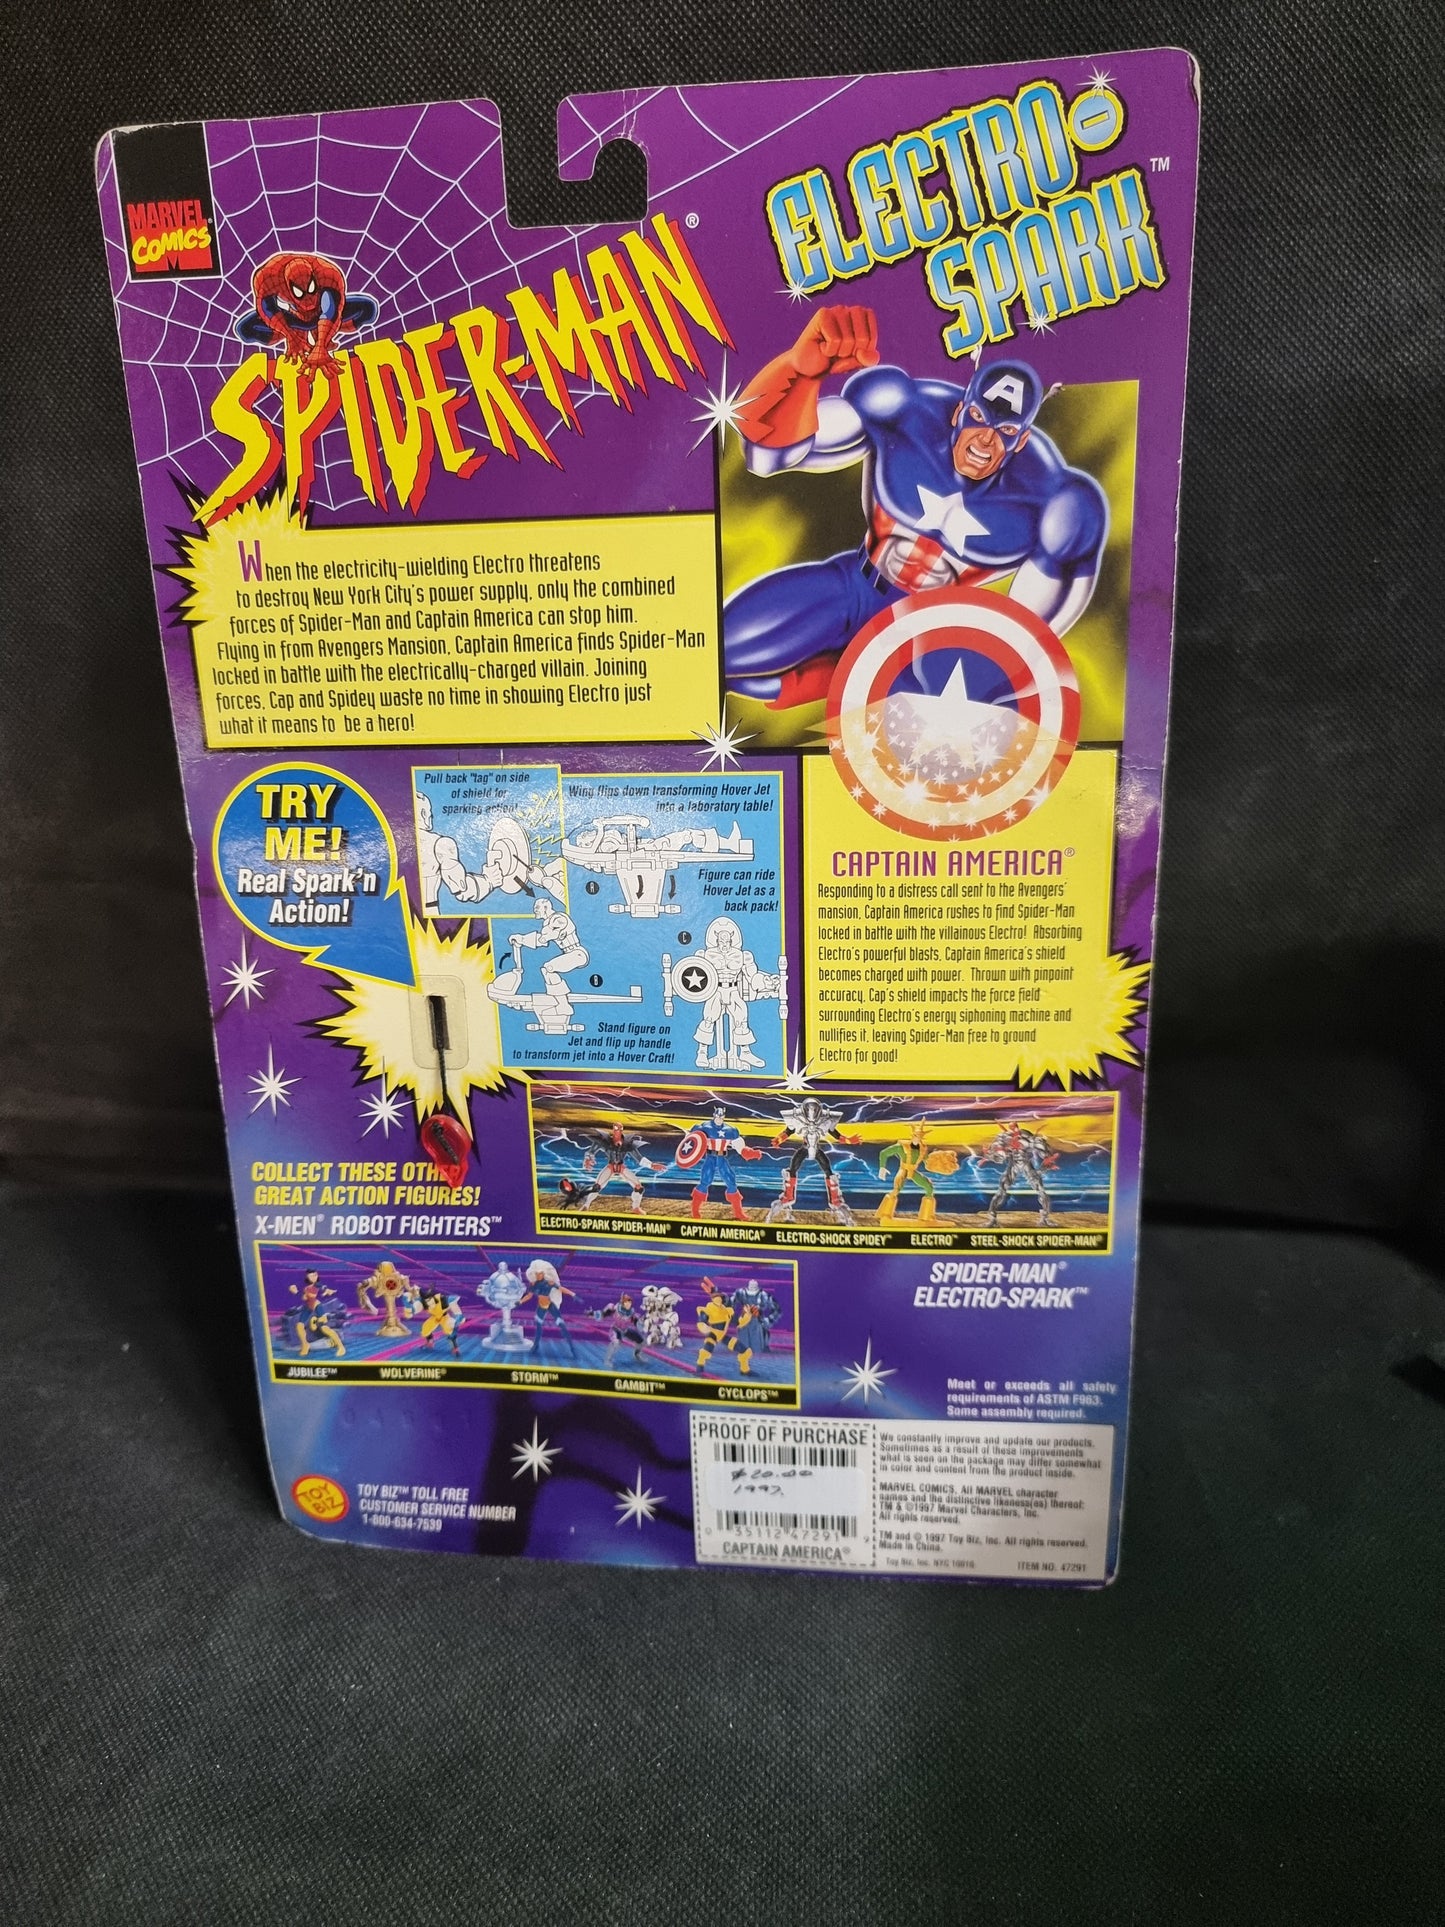 MARVEL
COMICS
SPIDER-MAN®
ELECTRO-
SPARK™
A
When the electricity-wielding Electro threatens
to destroy New York City's power supply, only the combined
forces of Spider-Man and Captain America can stop him.
Flying in from Avengers Mansion, Captain America finds Spider-Man
locked in battle with the electrically-charged villain. Joining
forces, Cap and Spidey waste no time in showing Electro just
what it means to be a hero!
TRY
ME!
Real Spark'n
Action!
Pull back "tag" on side
of shield for
sparking action!
Wing flips down transforming Hover Jet
into a laboratory table!
A
Figure can ride
Hover Jet as a
back pack!
C
B
Stand figure on
Jet and flip up handle
to transform jet into a Hover Craft!
CAPTAIN AMERICA®
Responding to a distress call sent to the Avengers'
mansion, Captain America rushes to find Spider-Man
locked in battle with the villainous Electro! Absorbing
Electro's powerful blasts, Captain America's shield
becomes charged with power. Thrown with pinpoint
accuracy, Cap's shield impacts the force field
surrounding Electro's energy siphoning machine and
nullifies it, leaving Spider-Man free to ground
Electro for good!
COLLECT THESE OTHER
GREAT ACTION FIGURES!
X-MEN® ROBOT FIGHTERS™
ELECTRO-SPARK SPIDER-MAN® CAPTAIN AMERICA® ELECTRO-SHOCK SPIDEY™ ELECTRO™ STEEL-SHOCK SPIDER-MAN®
SPIDER-MAN®
ELECTRO-SPARK™
JUBILEE™ WOLVERINE® STORM™ GAMBIT™ CYCLOPS™
Meet or exceeds all safety
requirements of ASTM F963.
Some assembly required.
TOY
BIZ
TOY BIZ™ TOLL FREE
CUSTOMER SERVICE NUMBER
1-800-634-7539
PROOF OF PURCHASE
$20.00
1997.
0 35112 47291 9
CAPTAIN AMERICA®
We constantly improve and update our products.
Sometimes as a result of these improvements
what is seen on the package may differ somewhat
in color and content from the product inside.
MARVEL COMICS, All MARVEL character
names and the distinctive likeness(es) thereof:
TM & ©1997 Marvel Characters, Inc.
All rights reserved.
TM and © 1997 Toy Biz, Inc. All rights reserved.
Made in China.
Toy Biz, Inc. NYC 10016
ITEM NO. 47291